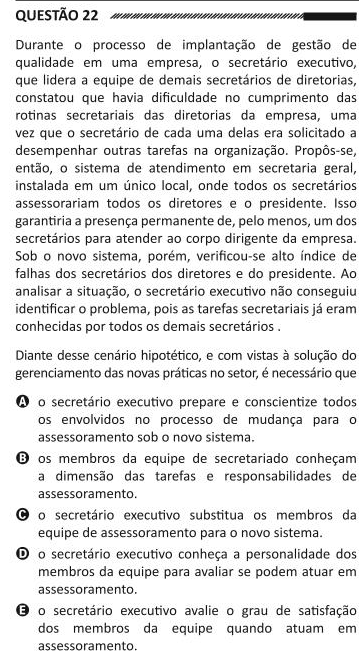 QUESTÃO 22
Durante o processo de implantação de gestão de
qualidade em uma empresa, o secretário executivo,
que lidera a equipe de demais secretários de diretorias,
constatou que havia dificuldade no cumprimento das
rotinas secretariais das diretorias da empresa, uma
vez que o secretário de cada uma delas era solicitado a
desempenhar outras tarefas na organização. Propôs-se,
então, o sistema de atendimento em secretaria geral,
instalada em um único local, onde todos os secretários
assessorariam todos os diretores e o presidente. Isso
garantiria a presença permanente de, pelo menos, um dos
secretários para atender ao corpo dirigente da empresa.
Sob o novo sistema, porém, verificou-se alto índice de
falhas dos secretários dos diretores e do presidente. Ao
analisar a situação, o secretário executivo não conseguiu
identificar o problema, pois as tarefas secretariais já eram
conhecidas por todos os demais secretários .
Diante desse cenário hipotético, e com vistas à solução do
gerenciamento das novas práticas no setor, é necessário que
A o secretário executivo prepare e conscientize todos
os envolvidos no processo de mudança para o
assessoramento sob o novo sistema.
B os membros da equipe de secretariado conheçam
a dimensão das tarefas e responsabilidades de
assessoramento.
C o secretário executivo substitua os membros da
equipe de assessoramento para o novo sistema.
D o secretário executivo conheça a personalidade dos
membros da equipe para avaliar se podem atuar em
assessoramento.
E o secretário executivo avalie o grau de satisfação
dos membros da equipe quando atuam em
assessoramento.